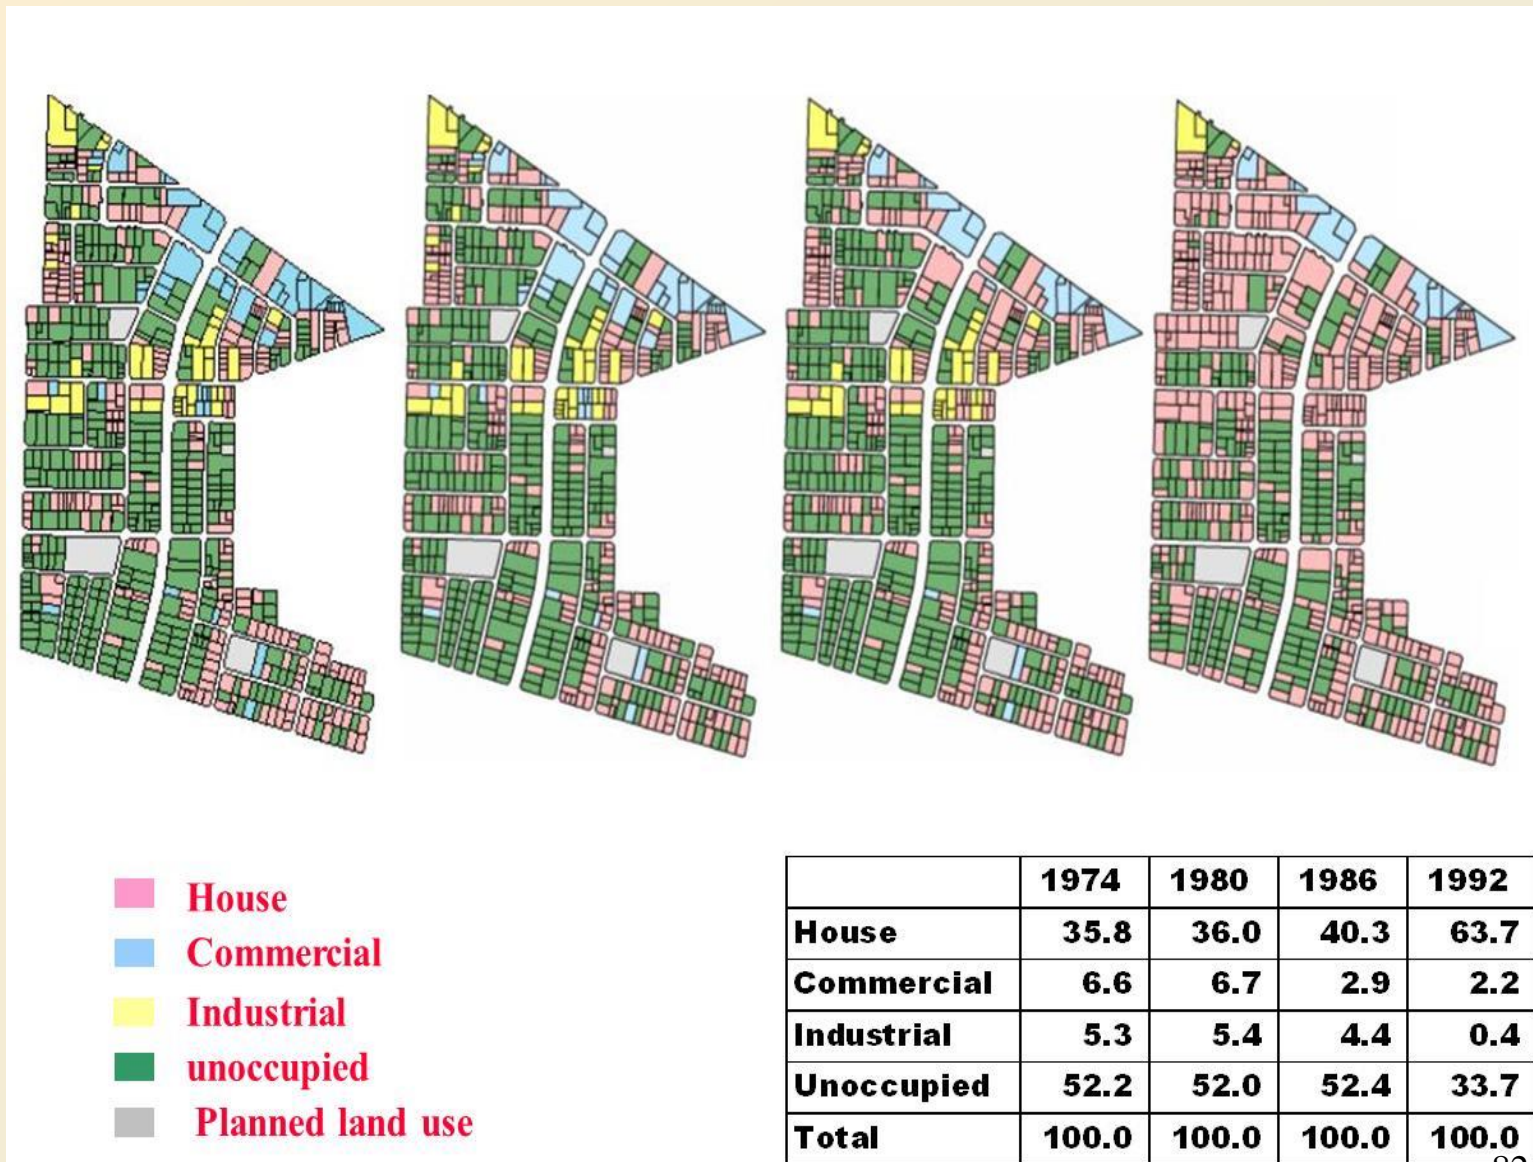 House
Commercial
Industrial
unoccupied
Planned land use
1974 1980 1986 1992
House 35.8 36.0 40.3 63.7
Commercial 6.6 6.7 2.9 2.2
Industrial 5.3 5.4 4.4 0.4
Unoccupied 52.2 52.0 52.4 33.7
Total 100.0 100.0 100.0 100.0